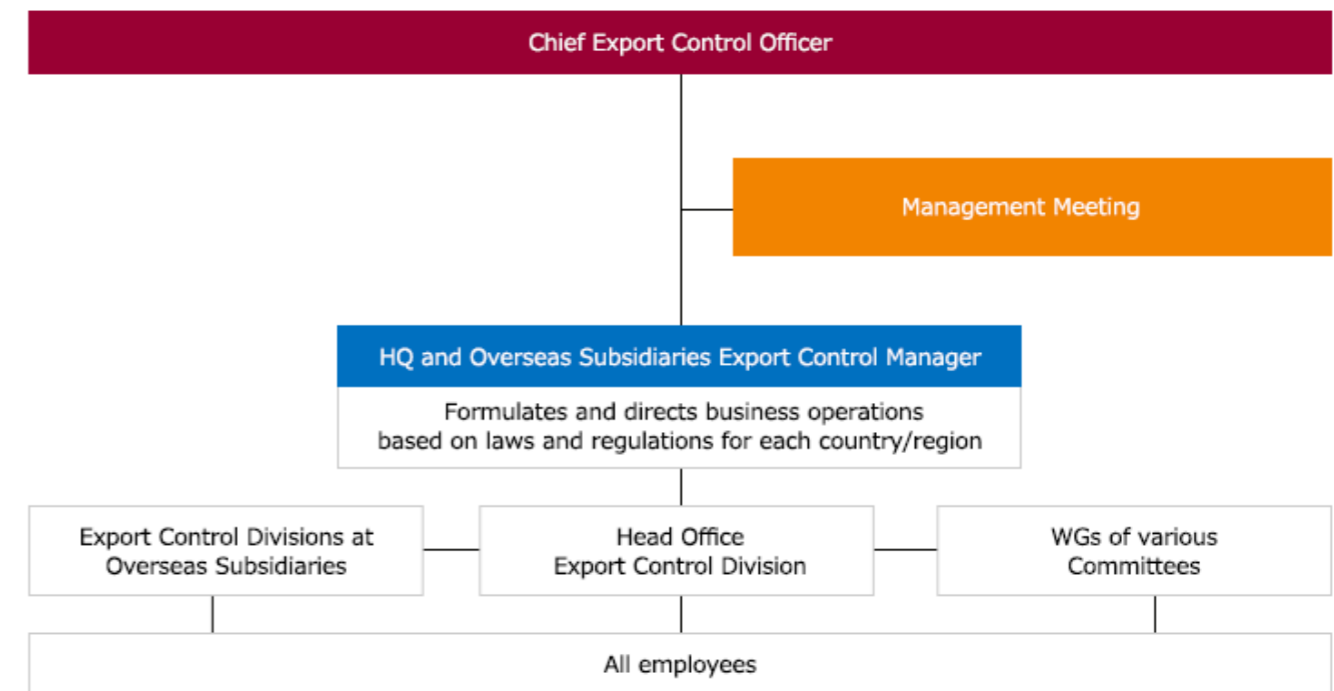 Chief Export Control Officer
Management Meeting
HQ and Overseas Subsidiaries Export Control Manager
Formulates and directs business operations
based on laws and regulations for each country/region
Export Control Divisions at
Overseas Subsidiaries
Head Office
Export Control Division
WGs of various
Committees
All employees